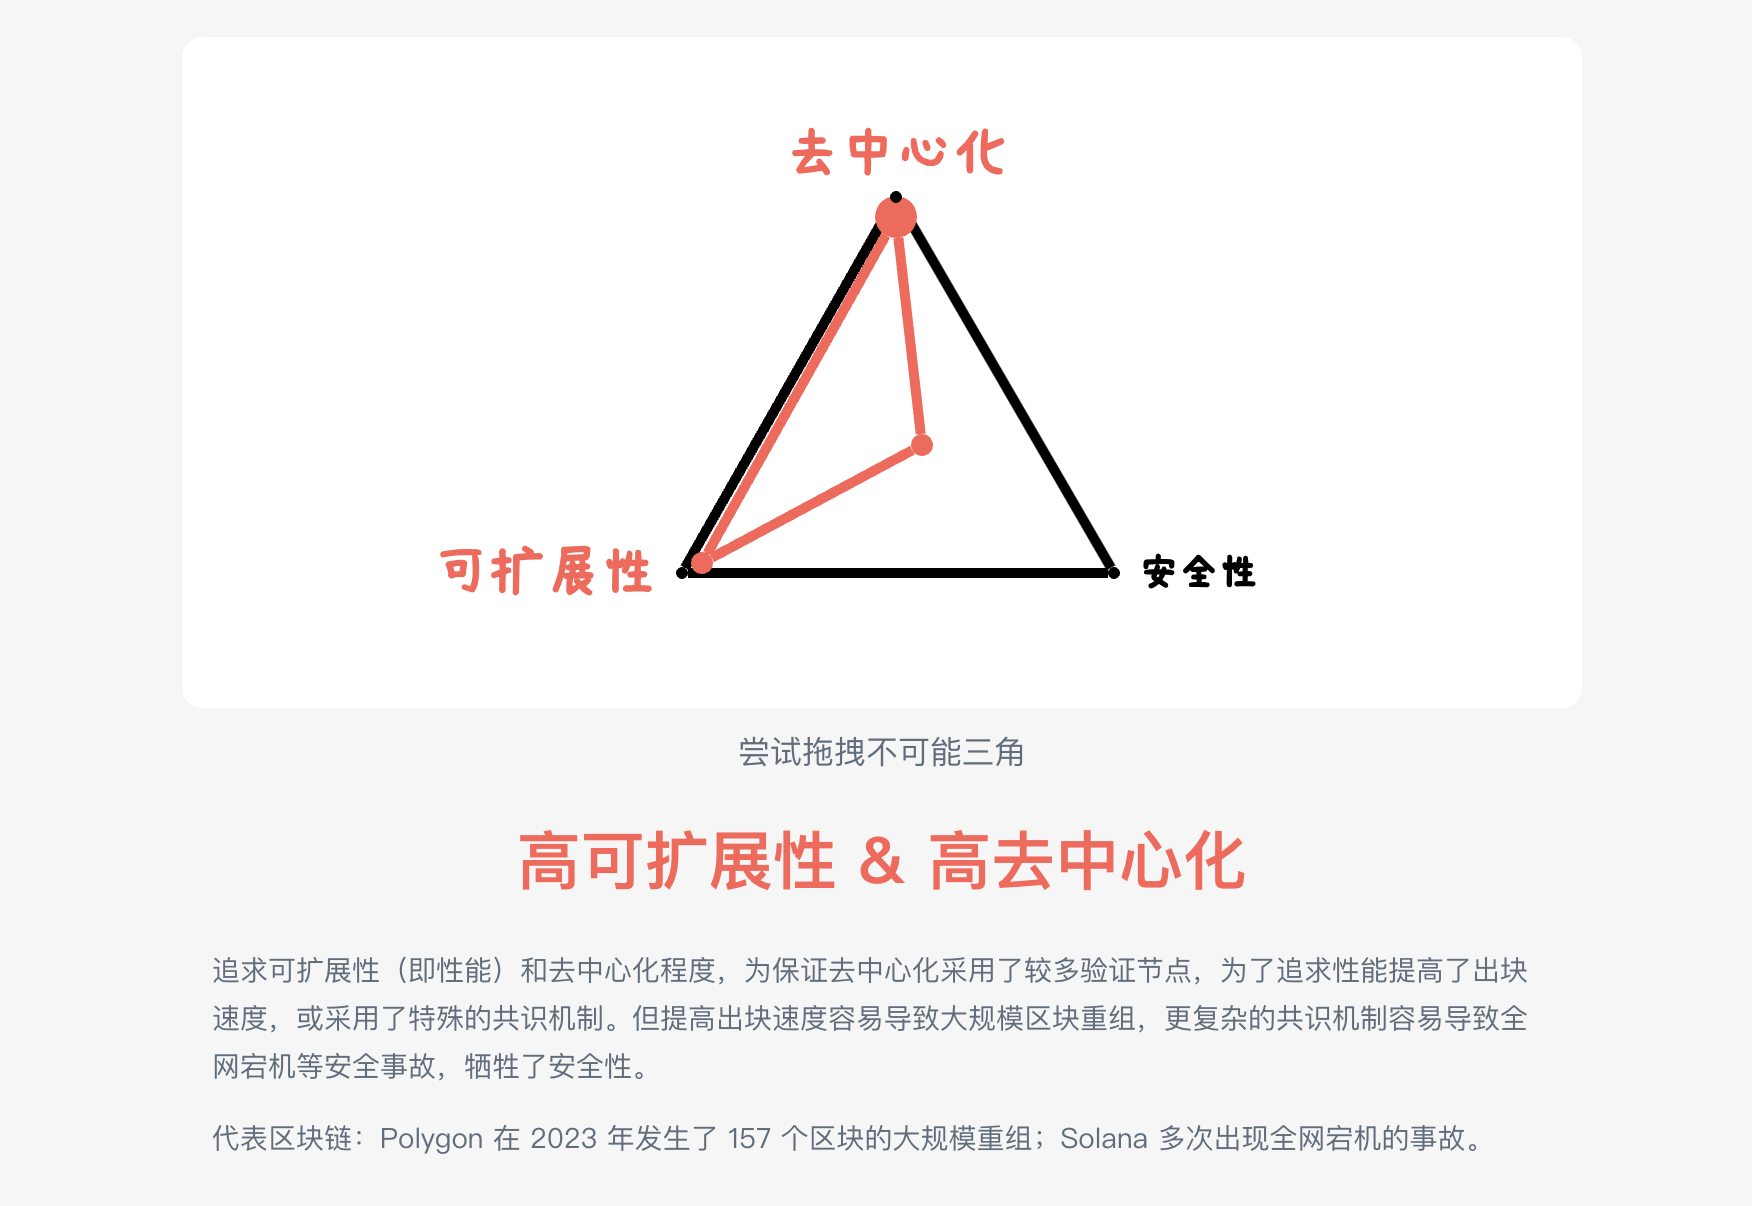 去中心化
可扩展性
安全性
尝试拖拽不可能三角
高可扩展性 & 高去中心化
追求可扩展性（即性能）和去中心化程度，为保证去中心化采用了较多验证节点，为了追求性能提高了出块
速度，或采用了特殊的共识机制。但提高出块速度容易导致大规模区块重组，更复杂的共识机制容易导致全
网宕机等安全事故，牺牲了安全性。
代表区块链：Polygon 在 2023 年发生了 157 个区块的大规模重组；Solana 多次出现全网宕机的事故。